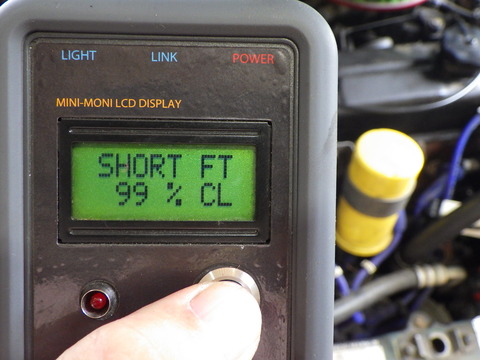 LIGHT LINK POWER
MINI-MONI LCD DISPLAY
SHORT FT
99 % CL